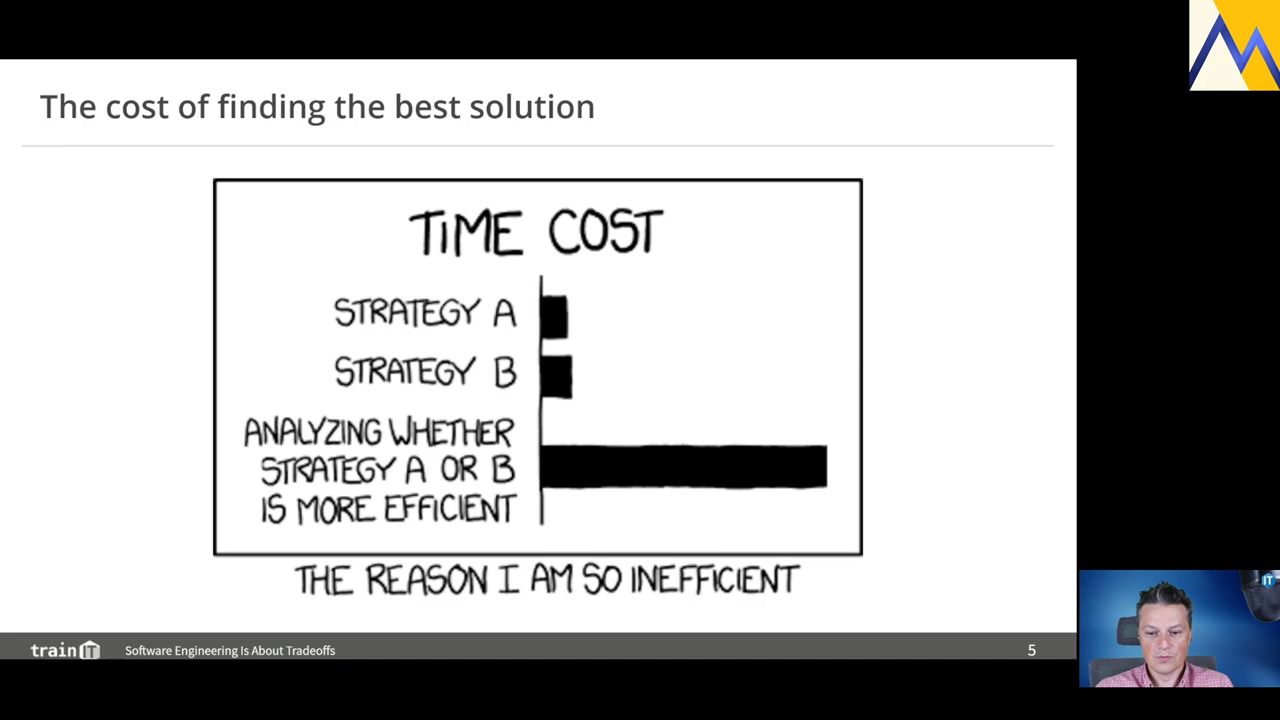 The cost of finding the best solution
TIME COST
STRATEGY A
STRATEGY B
ANALYZING WHETHER
STRATEGY A OR B
IS MORE EFFICIENT
THE REASON I AM SO INEFFICIENT
train IT
Software Engineering Is About Tradeoffs
5
IT